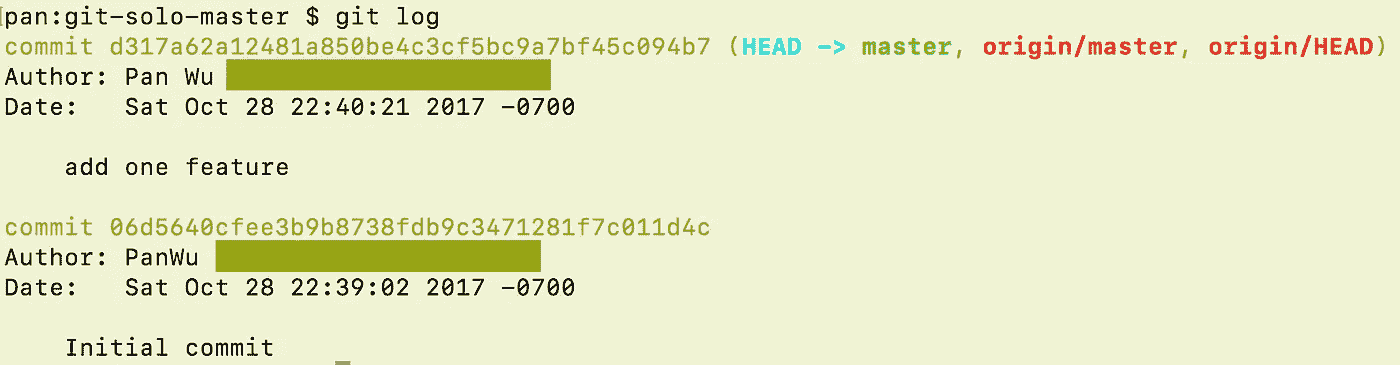 pan:git-solo-master $ git log
commit d317a62a12481a850be4c3cf5bc9a7bf45c094b7 (HEAD -> master, origin/master, origin/HEAD)
Author: Pan Wu
Date:   Sat Oct 28 22:40:21 2017 -0700
    add one feature
commit 06d5640cfee3b9b8738fdb9c3471281f7c011d4c
Author: PanWu
Date:   Sat Oct 28 22:39:02 2017 -0700
    Initial commit